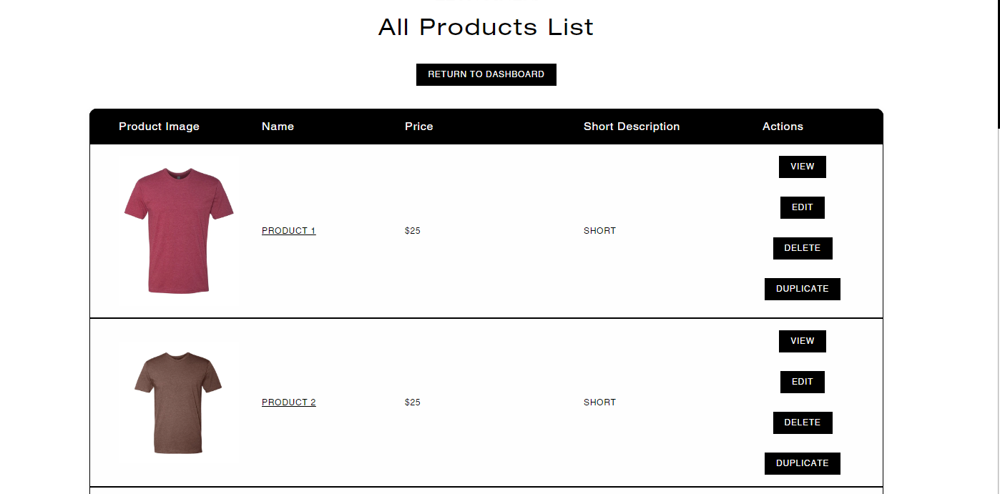 All Products List
RETURN TO DASHBOARD
Product Image Name Price Short Description Actions
VIEW
EDIT
PRODUCT 1 $25 SHORT
DELETE
DUPLICATE
VIEW
EDIT
PRODUCT 2 $25 SHORT
DELETE
DUPLICATE